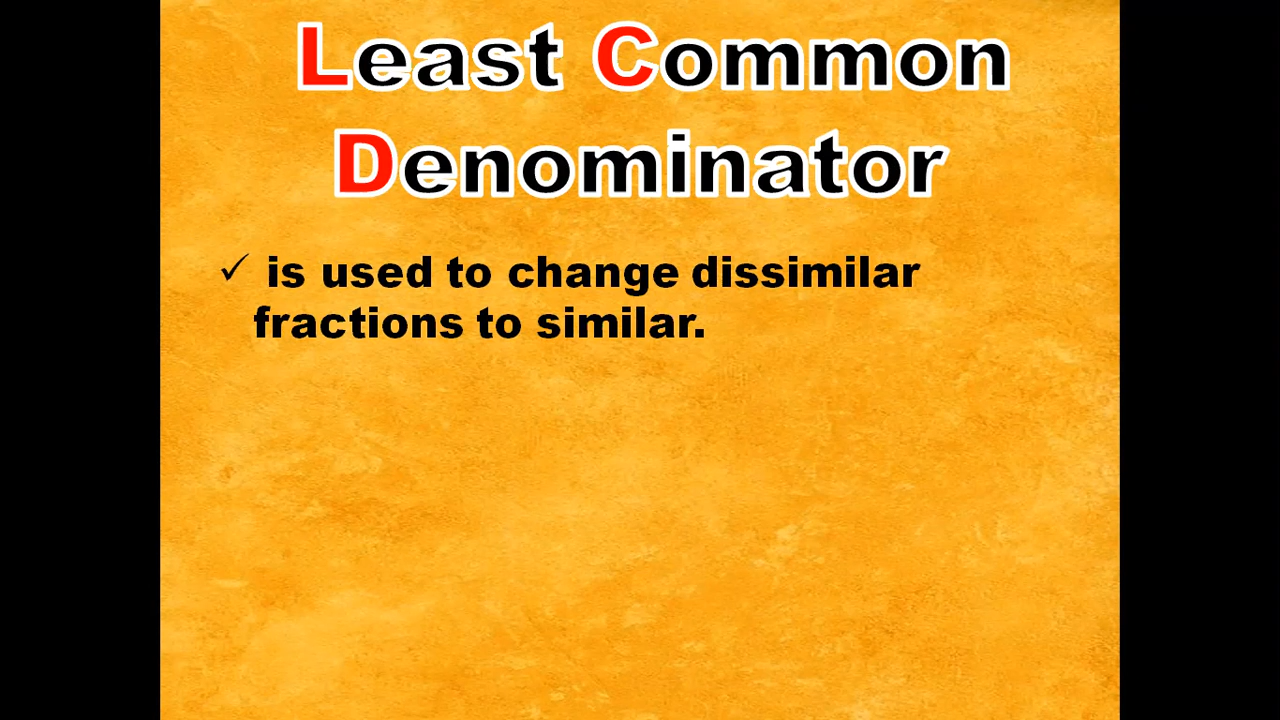 Least Common
Denominator
✓ is used to change dissimilar
fractions to similar.